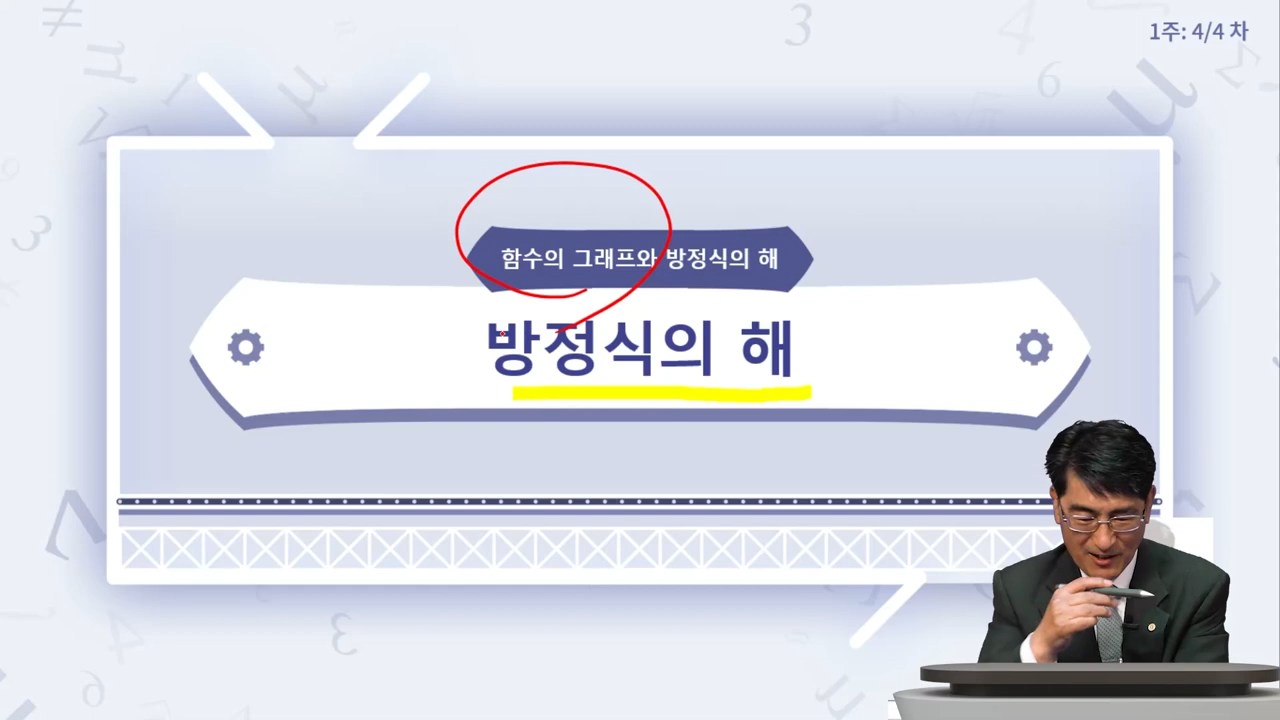 1주: 4/4 차
함수의 그래프와 방정식의 해
방정식의 해